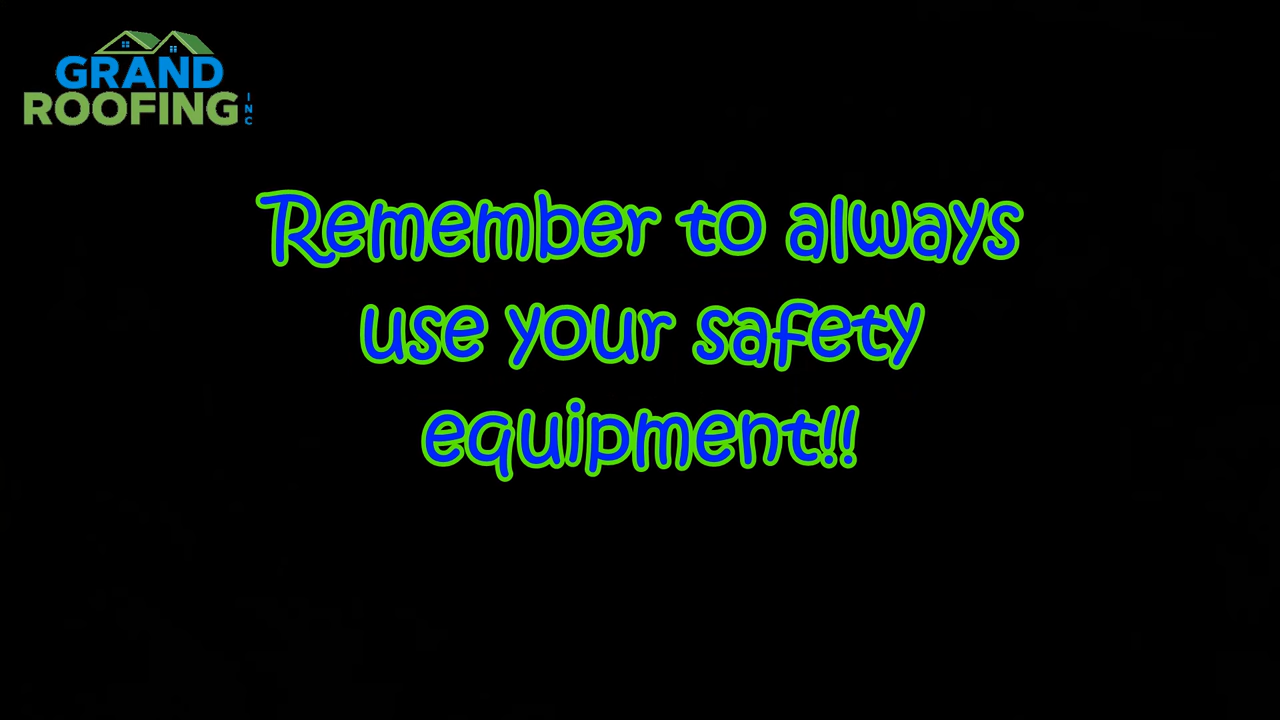 GRAND
ROOFING
INC
Remember to always
use your safety
equipment!!